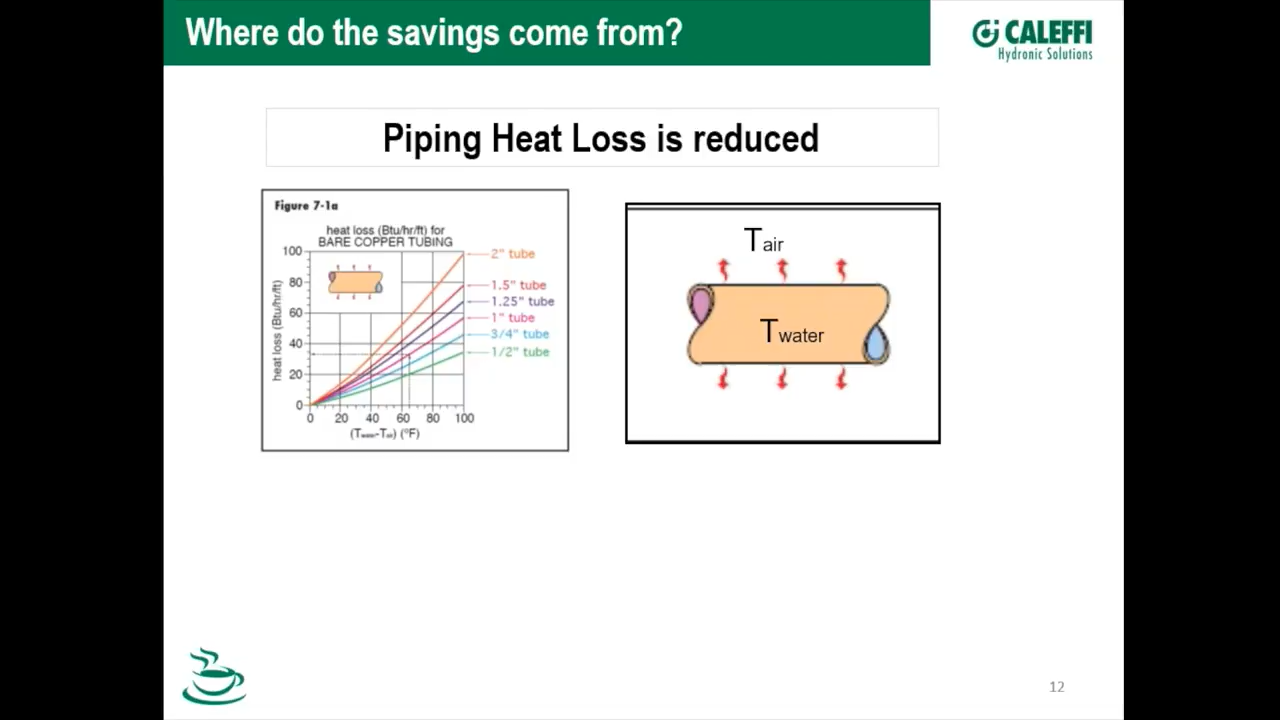 Where do the savings come from?
CALEFFI
Hydronic Solutions
Piping Heat Loss is reduced
Figure 7-1a
heat loss (Btu/hr/ft) for
BARE COPPER TUBING
heat loss (Btu/hr/ft)
100
80
60
40
20
0
0 20 40 60 80 100
(Twater-Tair) (°F)
2" tube
1.5" tube
1.25" tube
1" tube
3/4" tube
1/2" tube
Tair
Twater
12